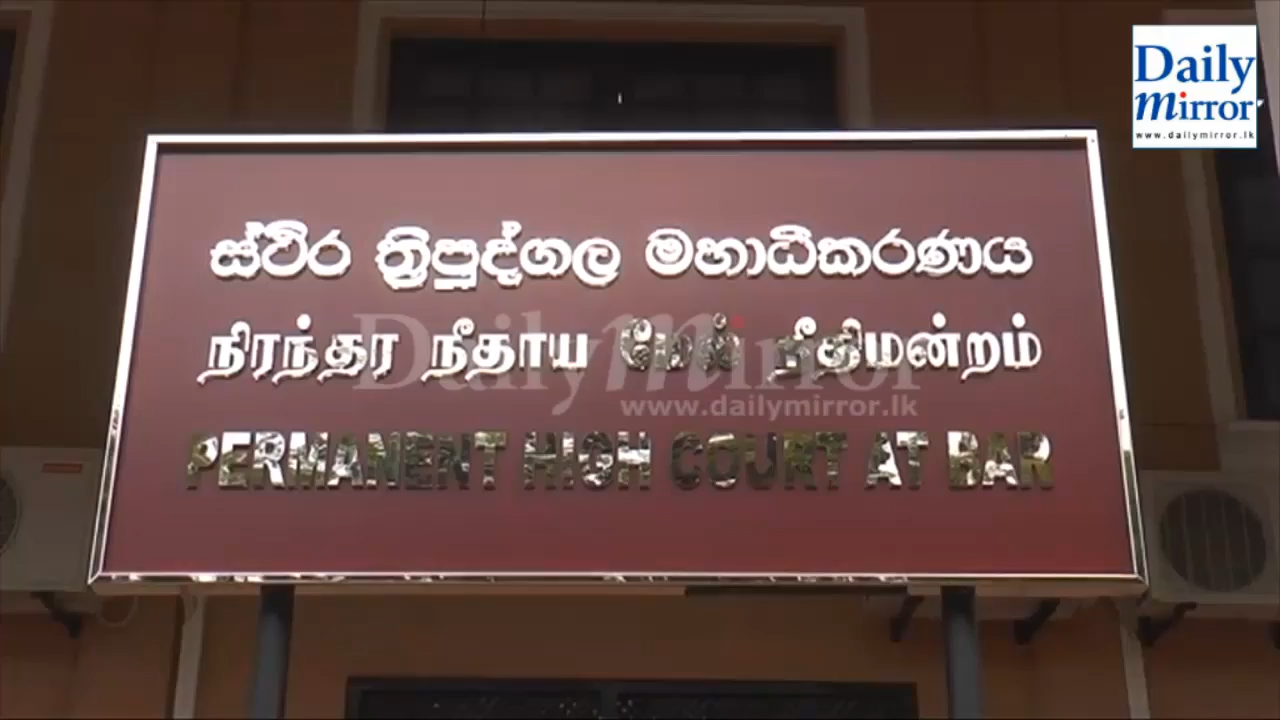 Daily
Mirror
www.dailymirror.lk
ස්ථිර ත්‍රිපුද්ගල මහාධිකරණය
நிரந்தர நீதாய மேல் நீதிமன்றம்
DailyMirror
www.dailymirror.lk
PERMANENT HIGH COURT AT BAR